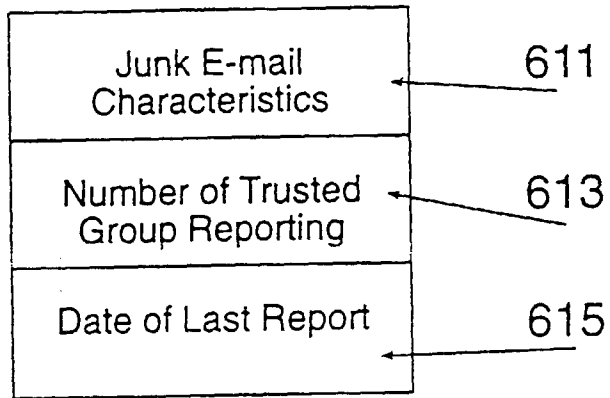 Junk E-mail
Characteristics
611
Number of Trusted
Group Reporting
613
Date of Last Report
615